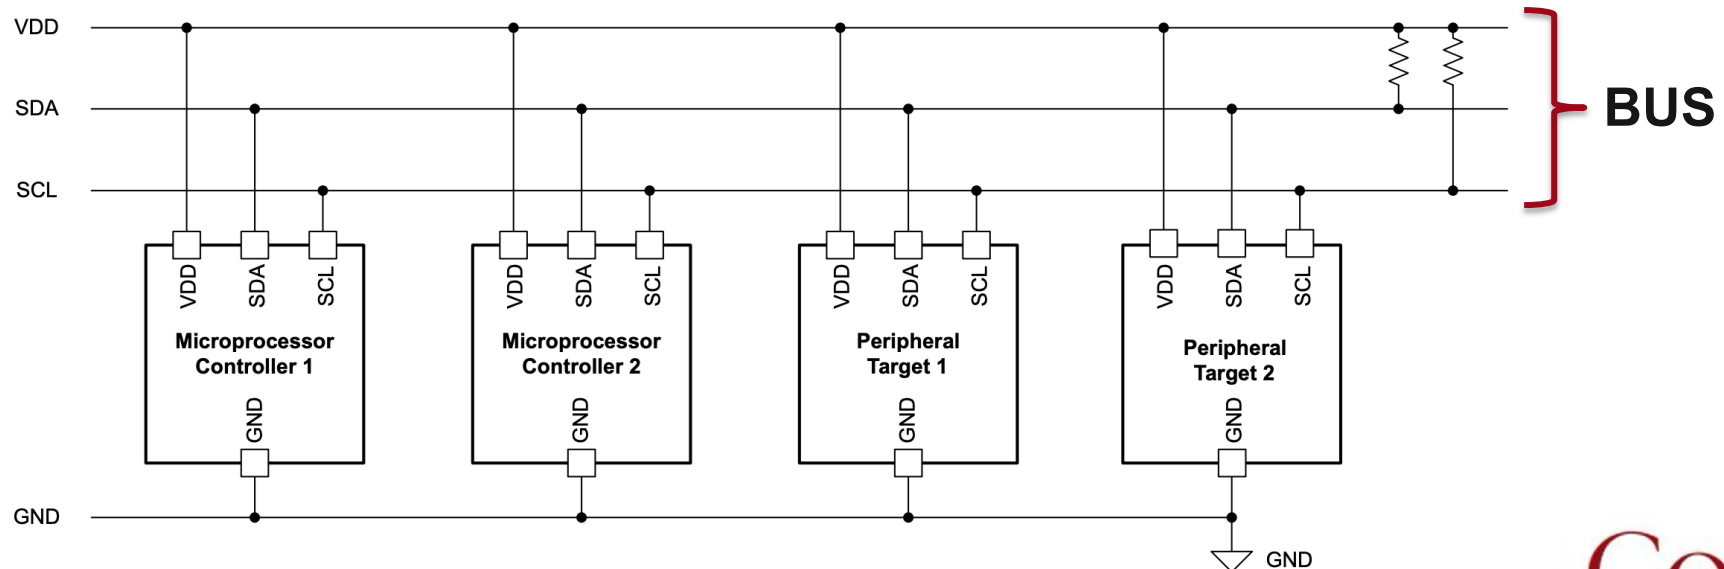 VDD
SDA
SCL
BUS
VDD
SDA
SCL
Microprocessor
Controller 1
GND
VDD
SDA
SCL
Microprocessor
Controller 2
GND
VDD
SDA
SCL
Peripheral
Target 1
GND
VDD
SDA
SCL
Peripheral
Target 2
GND
GND
GND